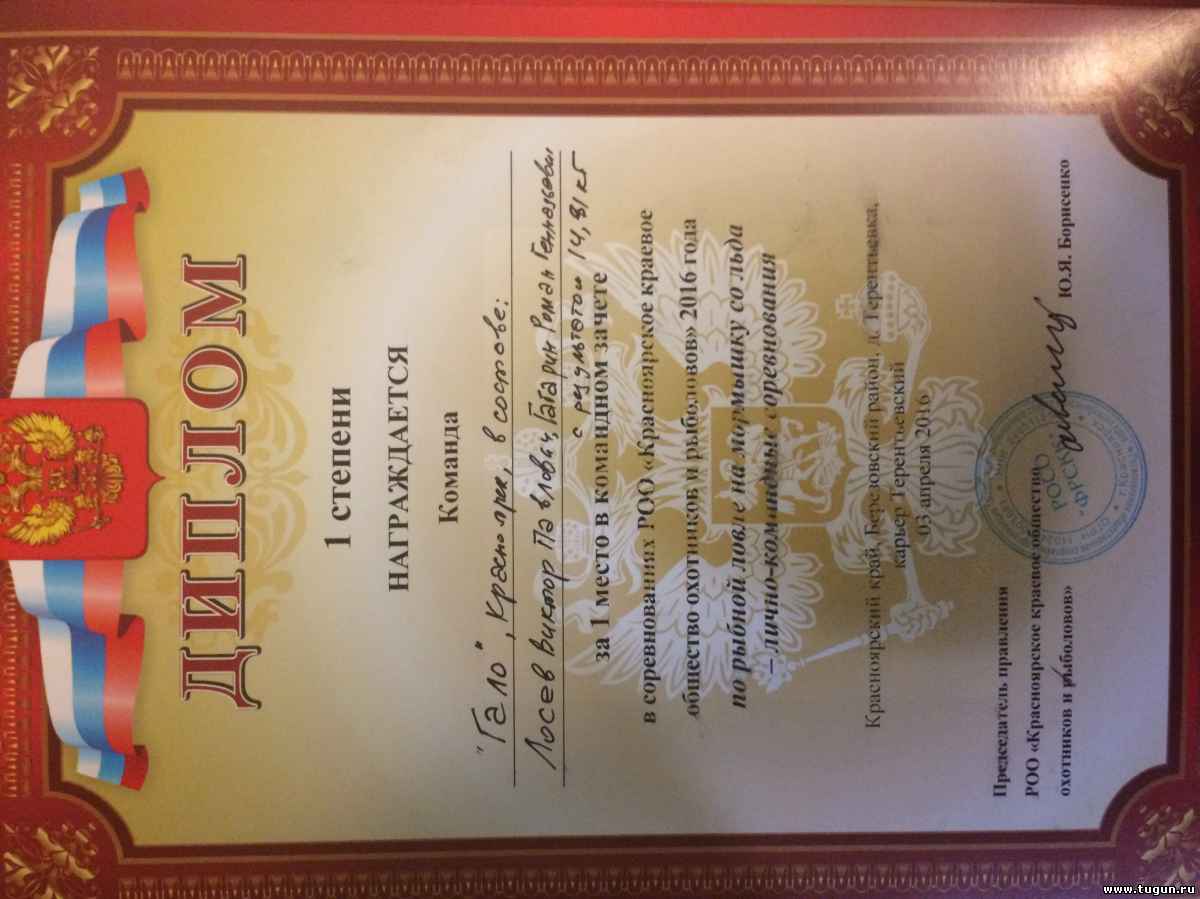 ДИПЛОМ
1 степени
НАГРАЖДАЕТСЯ
Команда
"Гало", Красноярск, в составе:
Лосев Виктор Павлович, Гагарин Роман Геннадьевич
с результатом 14,81 кг
за 1 место в командном зачете
в соревнованиях РОО «Красноярское краевое
общество охотников и рыболовов» 2016 года
по рыбной ловле на мормышку со льда
– лично-командные соревнования
Красноярский край, Березовский район, д. Терентьевка,
карьер Терентьевский
03 апреля 2016
Председатель правления
РОО «Красноярское краевое общество
охотников и рыболовов»
Ю.Я. Борисенко
www.tugun.ru